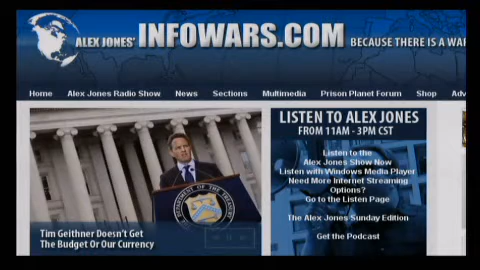 ALEX JONES' INFOWARS.COM BECAUSE THERE IS A WAR
Home Alex Jones Radio Show News Sections Multimedia Prison Planet Forum Shop Adv
LISTEN TO ALEX JONES
FROM 11AM - 3PM CST
Listen to the
Alex Jones Show Now
Listen with Windows Media Player
Need More Internet Streaming
Options?
Go to the Listen Page
The Alex Jones Sunday Edition
Get the Podcast
Tim Geithner Doesn't Get
The Budget Or Our Currency